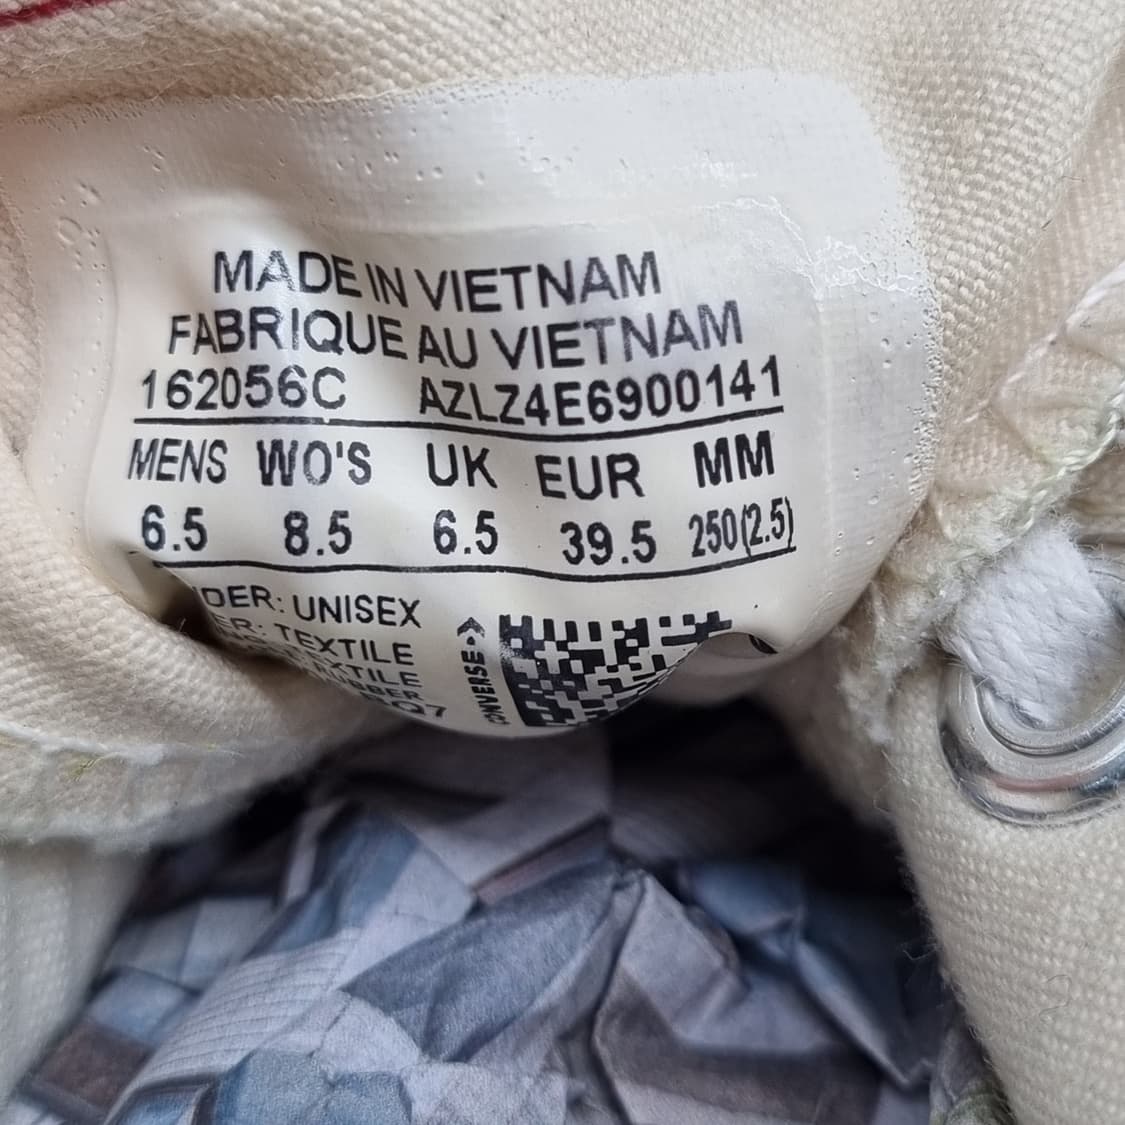 MADE IN VIETNAM
FABRIQUE AU VIETNAM
162056C AZLZ4E6900141
MENS WO'S UK EUR MM
6.5 8.5 6.5 39.5 250(2.5)
UNISEX
TEXTILE
CONVERSE